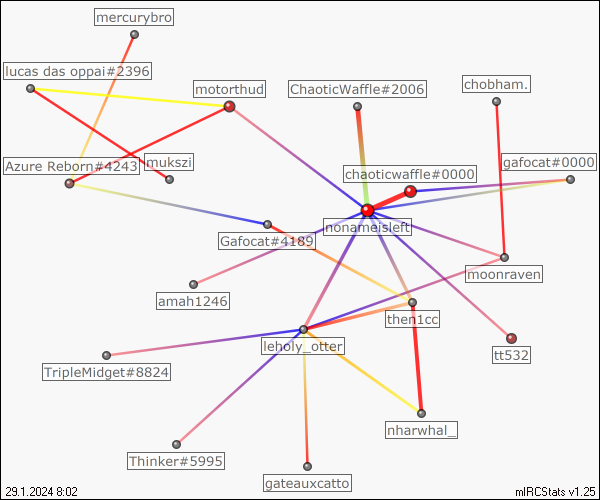 mercurybro
lucas das oppai#2396
motorthud
ChaoticWaffle#2006
chobham.
Azure Reborn#4243
mukszi
chaoticwaffle#0000
gafocat#0000
nonameisleft
Gafocat#4189
moonraven
amah1246
then1cc
leholy_otter
tt532
TripleMidget#8824
nharwhal_
Thinker#5995
gateauxcatto
29.1.2024 8:02
mIRCStats v1.25